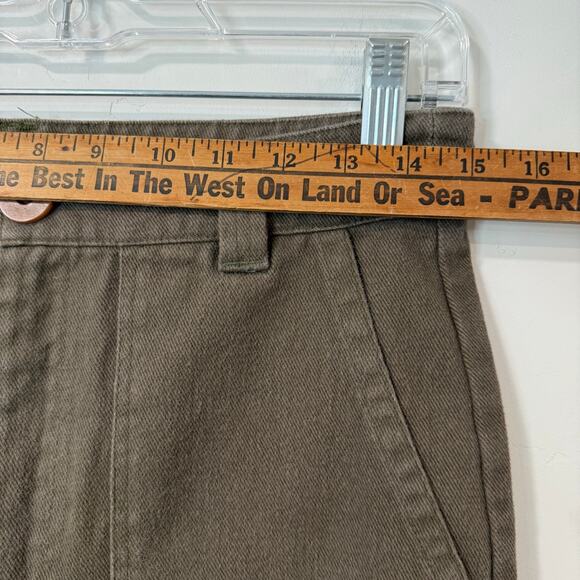 8 9 10 11 12 13 14 15 16
he Best In The West On Land Or Sea - PARK